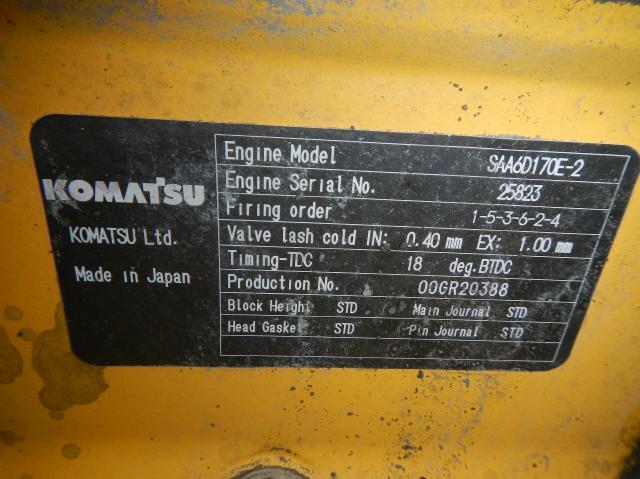 KOMATSU
KOMATSU Ltd.
Made in Japan
Engine Model SAA6D170E-2
Engine Serial No. 25823
Firing order 1-5-3-6-2-4
Valve lash cold IN: 0.40 mm EX: 1.00 mm
Timing-TDC 18 deg.BTDC
Production No. 00GR20388
Block Height STD Main Journal STD
Head Gaske STD Pin Journal STD